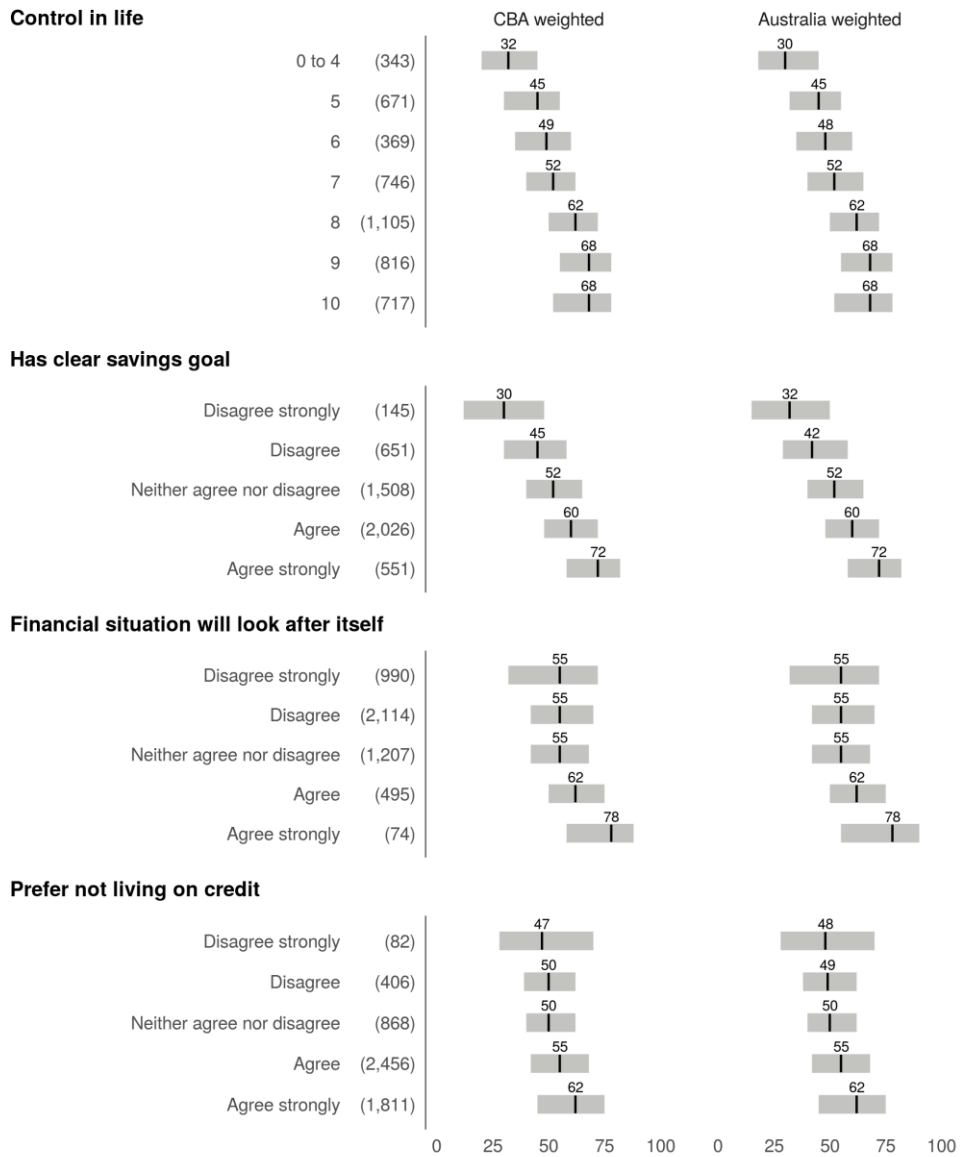 Control in life CBA weighted Australia weighted
0 to 4 (343) 32 30
5 (671) 45 45
6 (369) 49 48
7 (746) 52 52
8 (1,105) 62 62
9 (816) 68 68
10 (717) 68 68
Has clear savings goal
Disagree strongly (145) 30 32
Disagree (651) 45 42
Neither agree nor disagree (1,508) 52 52
Agree (2,026) 60 60
Agree strongly (551) 72 72
Financial situation will look after itself
Disagree strongly (990) 55 55
Disagree (2,114) 55 55
Neither agree nor disagree (1,207) 55 55
Agree (495) 62 62
Agree strongly (74) 78 78
Prefer not living on credit
Disagree strongly (82) 47 48
Disagree (406) 50 49
Neither agree nor disagree (868) 50 50
Agree (2,456) 55 55
Agree strongly (1,811) 62 62
0 25 50 75 100 0 25 50 75 100